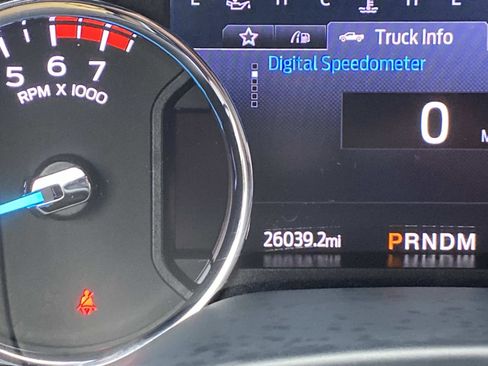 E H C H E
Truck Info
Digital Speedometer
5 6 7
RPM X 1000
0
26039.2mi
PRNDM